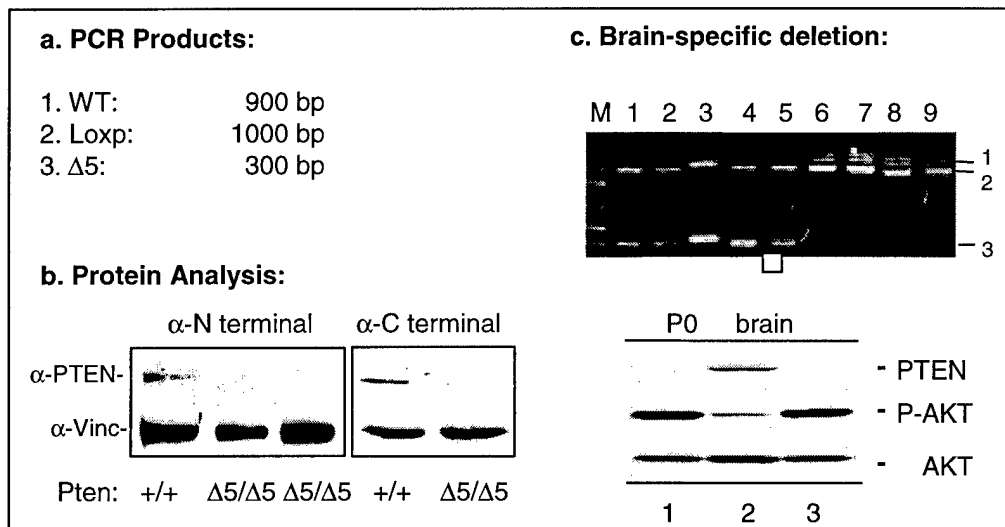 a. PCR Products:
1. WT: 900 bp
2. Loxp: 1000 bp
3. Δ5: 300 bp
b. Protein Analysis:
α-N terminal α-C terminal
α-PTEN-
α-Vinc-
Pten: +/+ Δ5/Δ5 Δ5/Δ5 +/+ Δ5/Δ5
c. Brain-specific deletion:
M 1 2 3 4 5 6 7 8 9
1
2
3
P0 brain
- PTEN
- P-AKT
- AKT
1 2 3